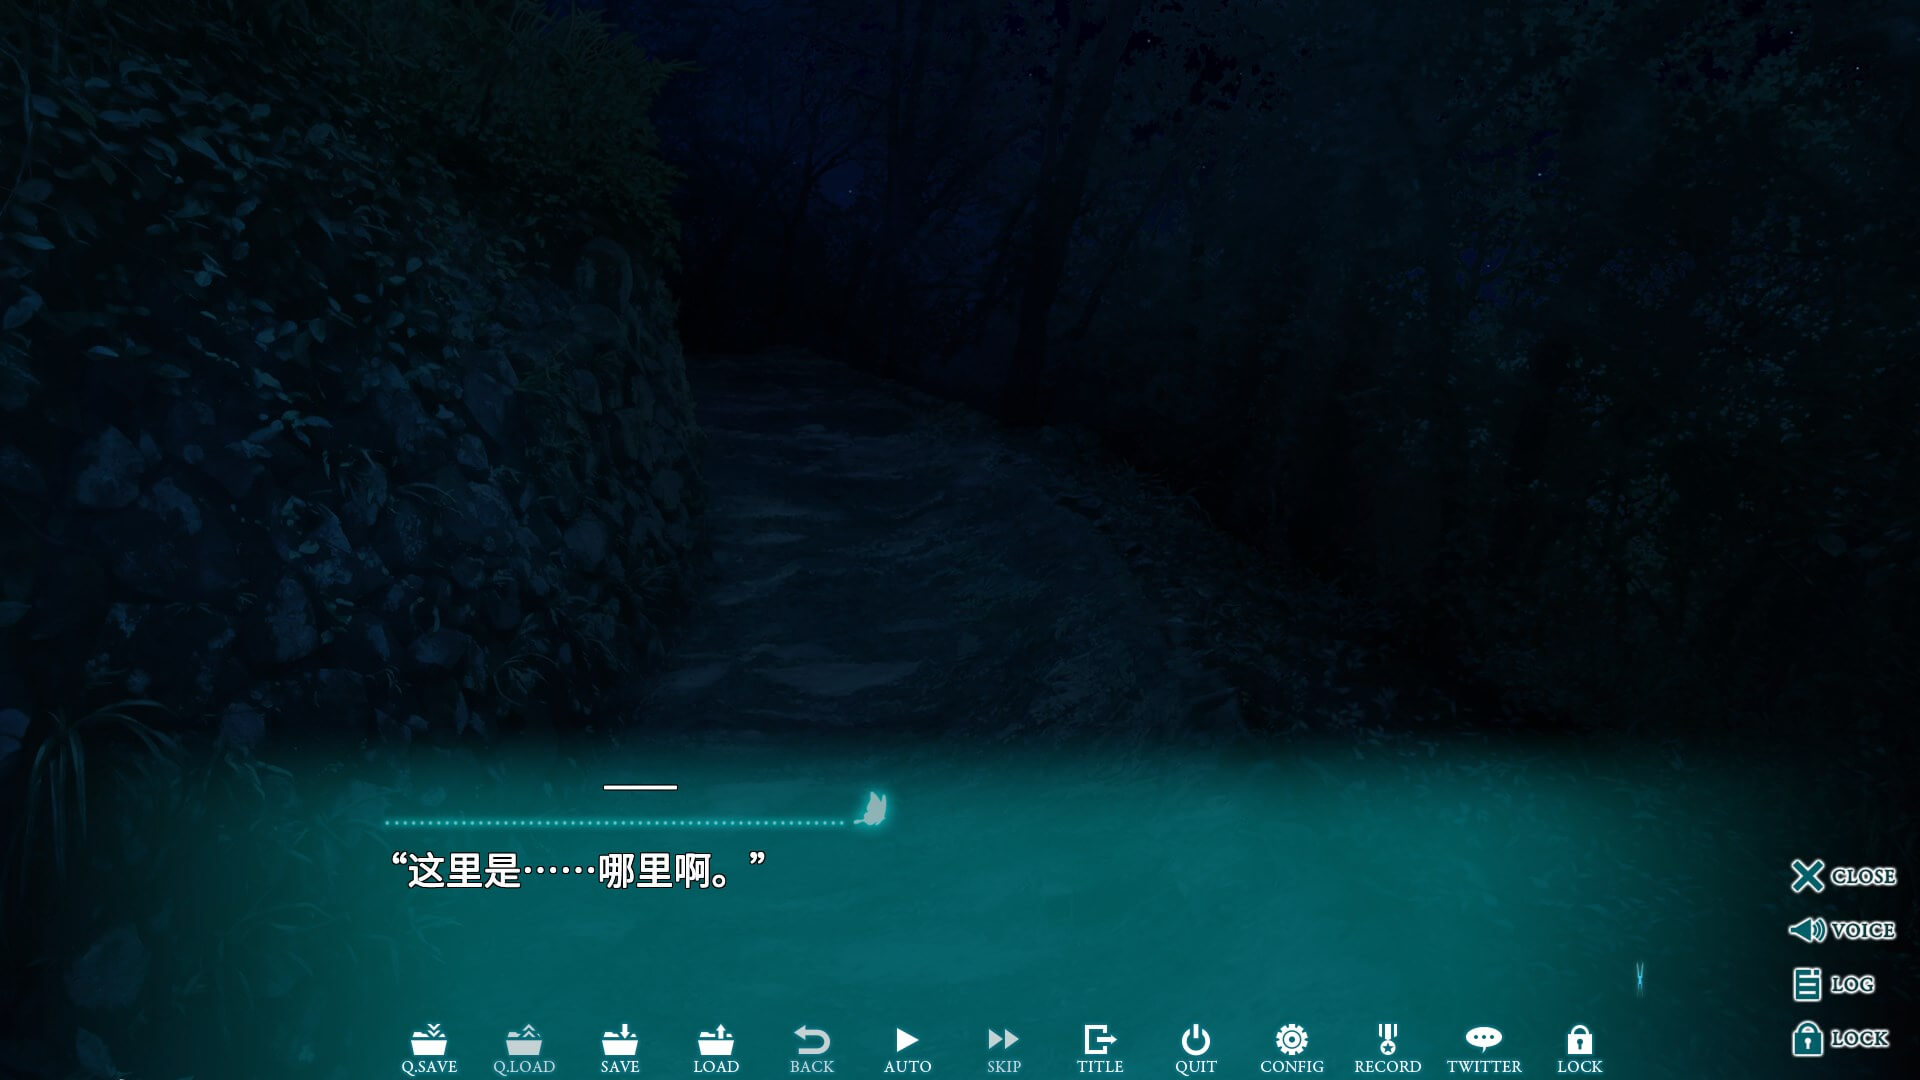 ——
“这里是……哪里啊。”
CLOSE
VOICE
LOG
LOCK
Q.SAVE Q.LOAD SAVE LOAD BACK AUTO SKIP TITLE QUIT CONFIG RECORD TWITTER LOCK